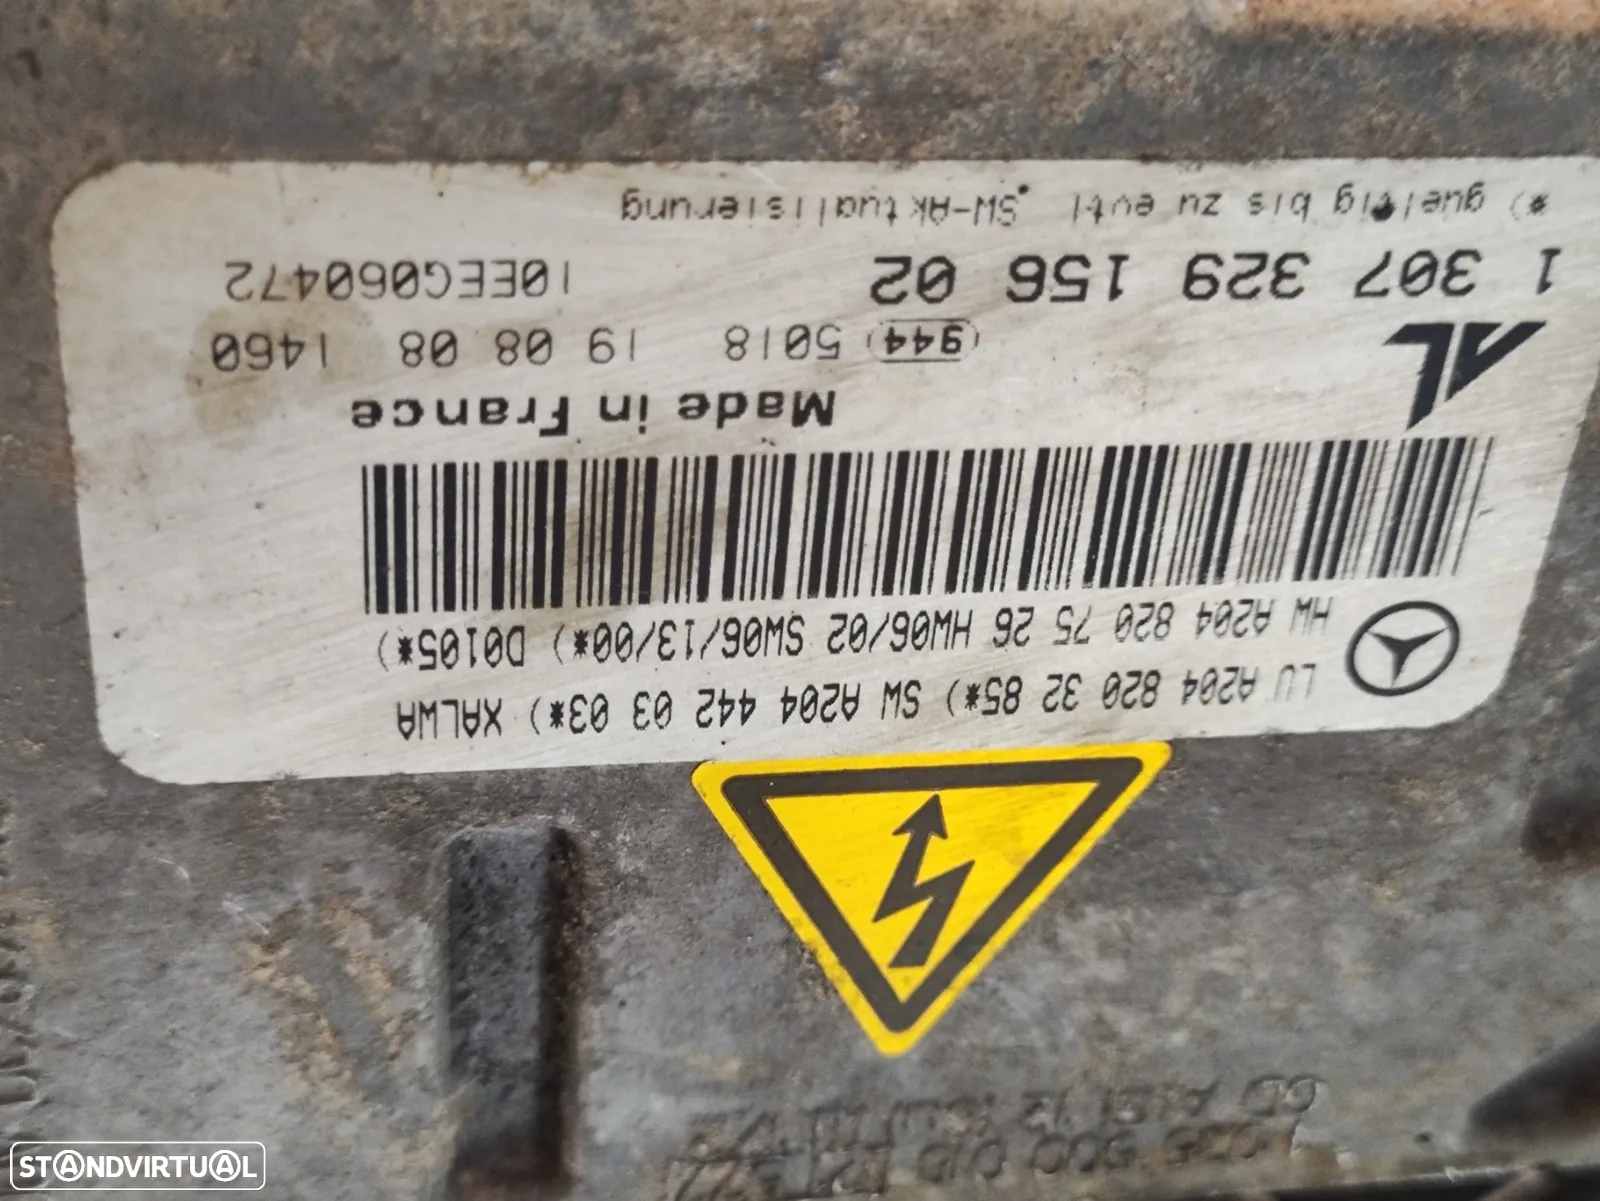 LU A204 820 32 85*) SW A204 442 03 03*) XALWA
HW A204 820 75 26 HW06/02 SW06/13/00*) D0105*)
Made in France
AL 944 5018 19 08 08 1460
1 307 329 156 02 10EEG060472
*) gueltig bis zu evtl. SW-Aktualisierung
STANDVIRTUAL